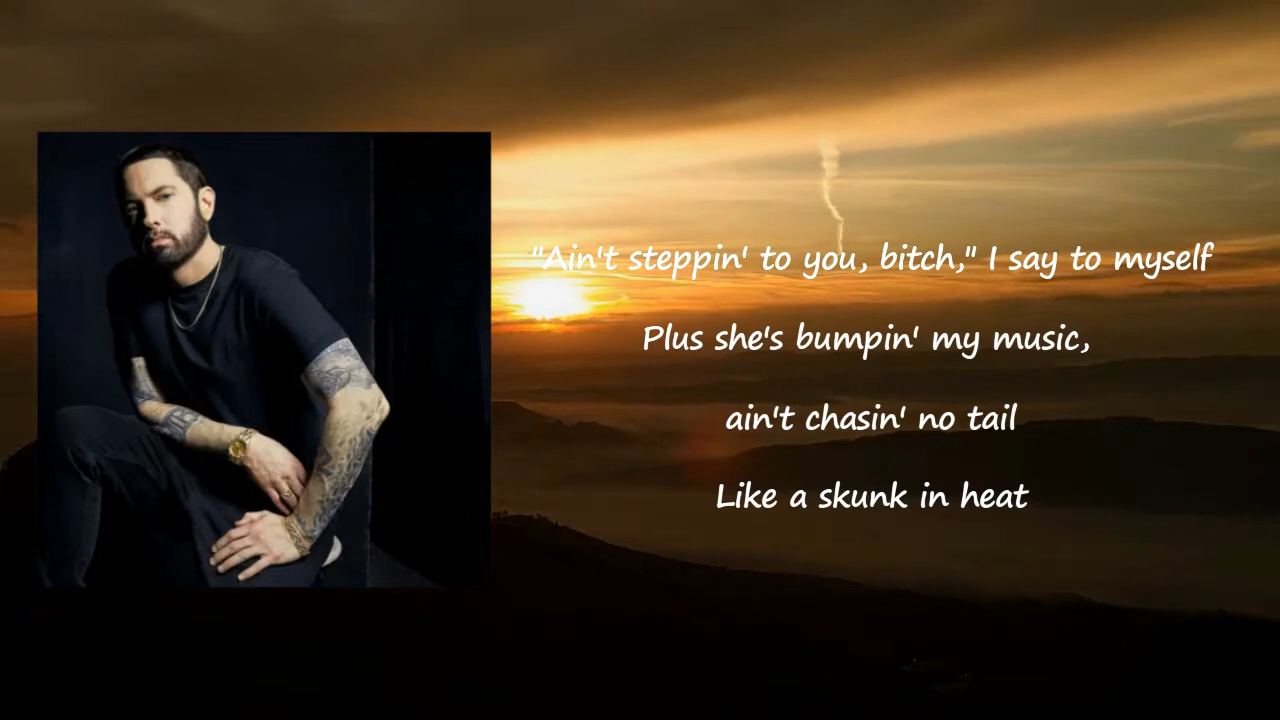 "Ain't steppin' to you, bitch," I say to myself
Plus she's bumpin' my music,
ain't chasin' no tail
Like a skunk in heat